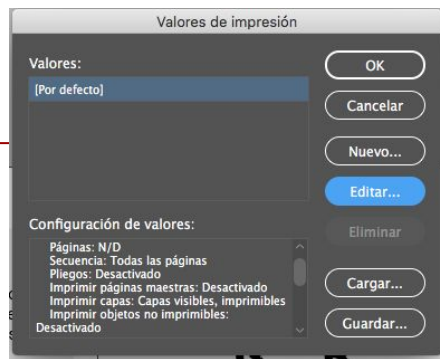 Valores de impresión
Valores:
[Por defecto]
OK
Cancelar
Nuevo...
Editar...
Eliminar
Cargar...
Guardar...
Configuración de valores:
Páginas: N/D
Secuencia: Todas las páginas
Pliegos: Desactivado
Imprimir páginas maestras: Desactivado
Imprimir capas: Capas visibles, imprimibles
Imprimir objetos no imprimibles:
Desactivado